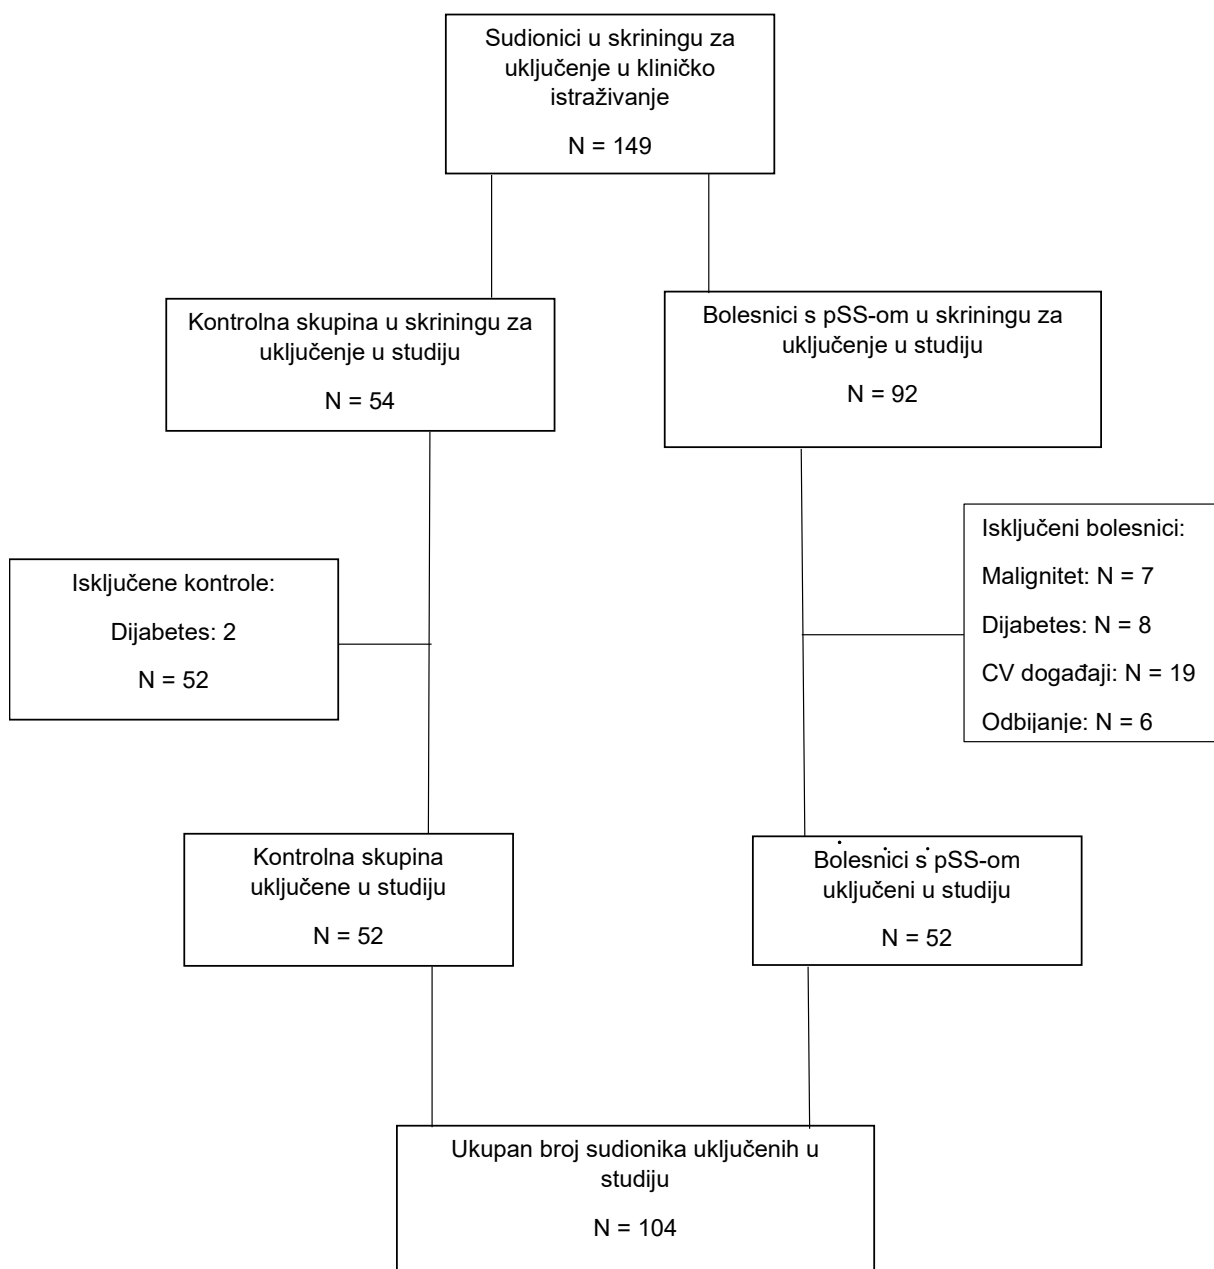 Sudionici u skriningu za
uključenje u kliničko
istraživanje
N = 149
Kontrolna skupina u skriningu za
uključenje u studiju
N = 54
Bolesnici s pSS-om u skriningu za
uključenje u studiju
N = 92
Isključene kontrole:
Dijabetes: 2
N = 52
Isključeni bolesnici:
Malignitet: N = 7
Dijabetes: N = 8
CV događaji: N = 19
Odbijanje: N = 6
Kontrolna skupina
uključene u studiju
N = 52
Bolesnici s pSS-om
uključeni u studiju
N = 52
Ukupan broj sudionika uključenih u
studiju
N = 104